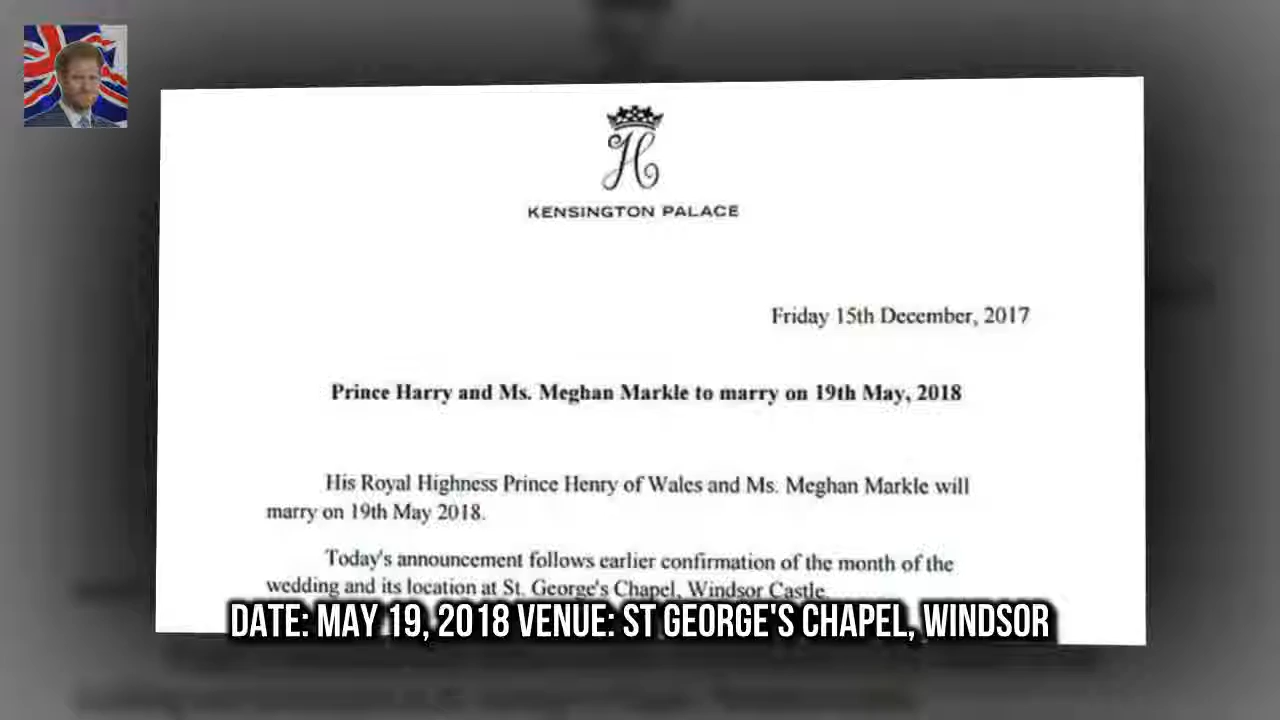 H
KENSINGTON PALACE
Friday 15th December, 2017
Prince Harry and Ms. Meghan Markle to marry on 19th May, 2018
His Royal Highness Prince Henry of Wales and Ms. Meghan Markle will
marry on 19th May 2018.
Today's announcement follows earlier confirmation of the month of the
wedding and its location at St. George's Chapel, Windsor Castle.
DATE: MAY 19, 2018 VENUE: ST GEORGE'S CHAPEL, WINDSOR